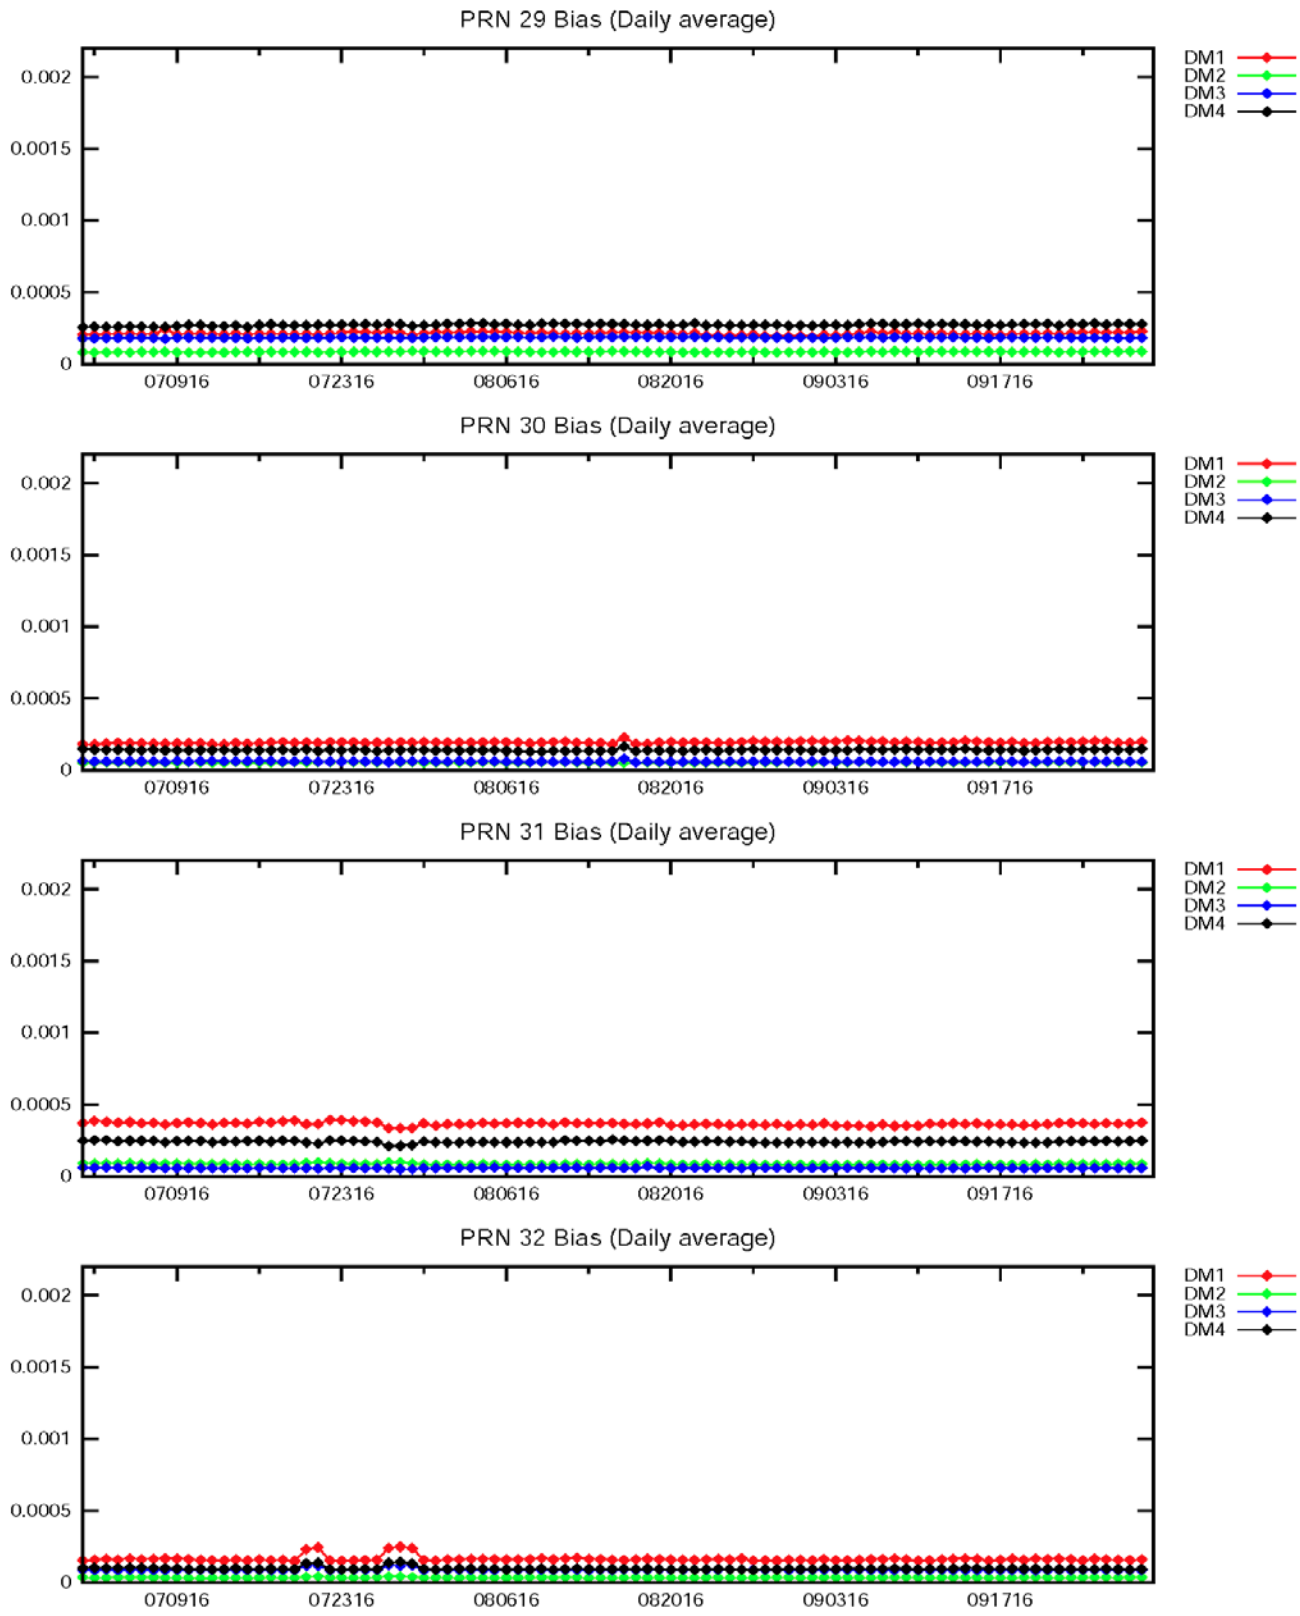 PRN 29 Bias (Daily average)
0.002
0.0015
0.001
0.0005
0
070916 072316 080616 082016 090316 091716
DM1
DM2
DM3
DM4
PRN 30 Bias (Daily average)
0.002
0.0015
0.001
0.0005
0
070916 072316 080616 082016 090316 091716
DM1
DM2
DM3
DM4
PRN 31 Bias (Daily average)
0.002
0.0015
0.001
0.0005
0
070916 072316 080616 082016 090316 091716
DM1
DM2
DM3
DM4
PRN 32 Bias (Daily average)
0.002
0.0015
0.001
0.0005
0
070916 072316 080616 082016 090316 091716
DM1
DM2
DM3
DM4